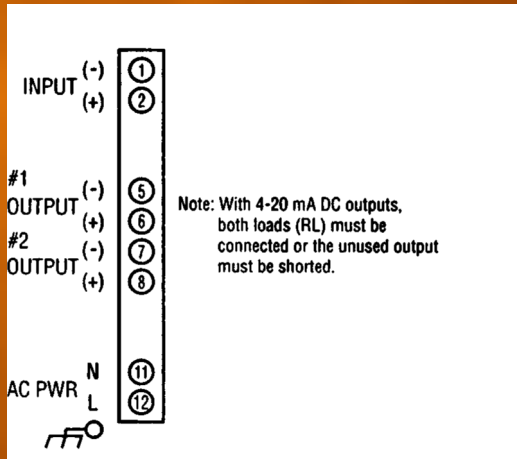 INPUT (-) 1
(+) 2
#1
OUTPUT (-) 5
(+) 6
#2
OUTPUT (-) 7
(+) 8
AC PWR N 11
L 12
Note: With 4-20 mA DC outputs,
both loads (RL) must be
connected or the unused output
must be shorted.